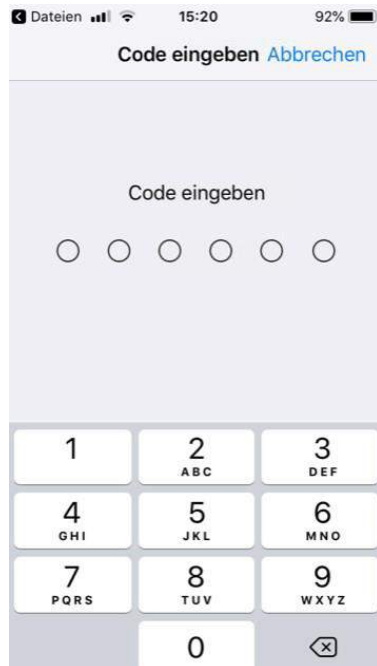 Dateien 15:20 92%
Code eingeben Abbrechen
Code eingeben
1 2 3
ABC DEF
4 5 6
GHI JKL MNO
7 8 9
PQRS TUV WXYZ
0